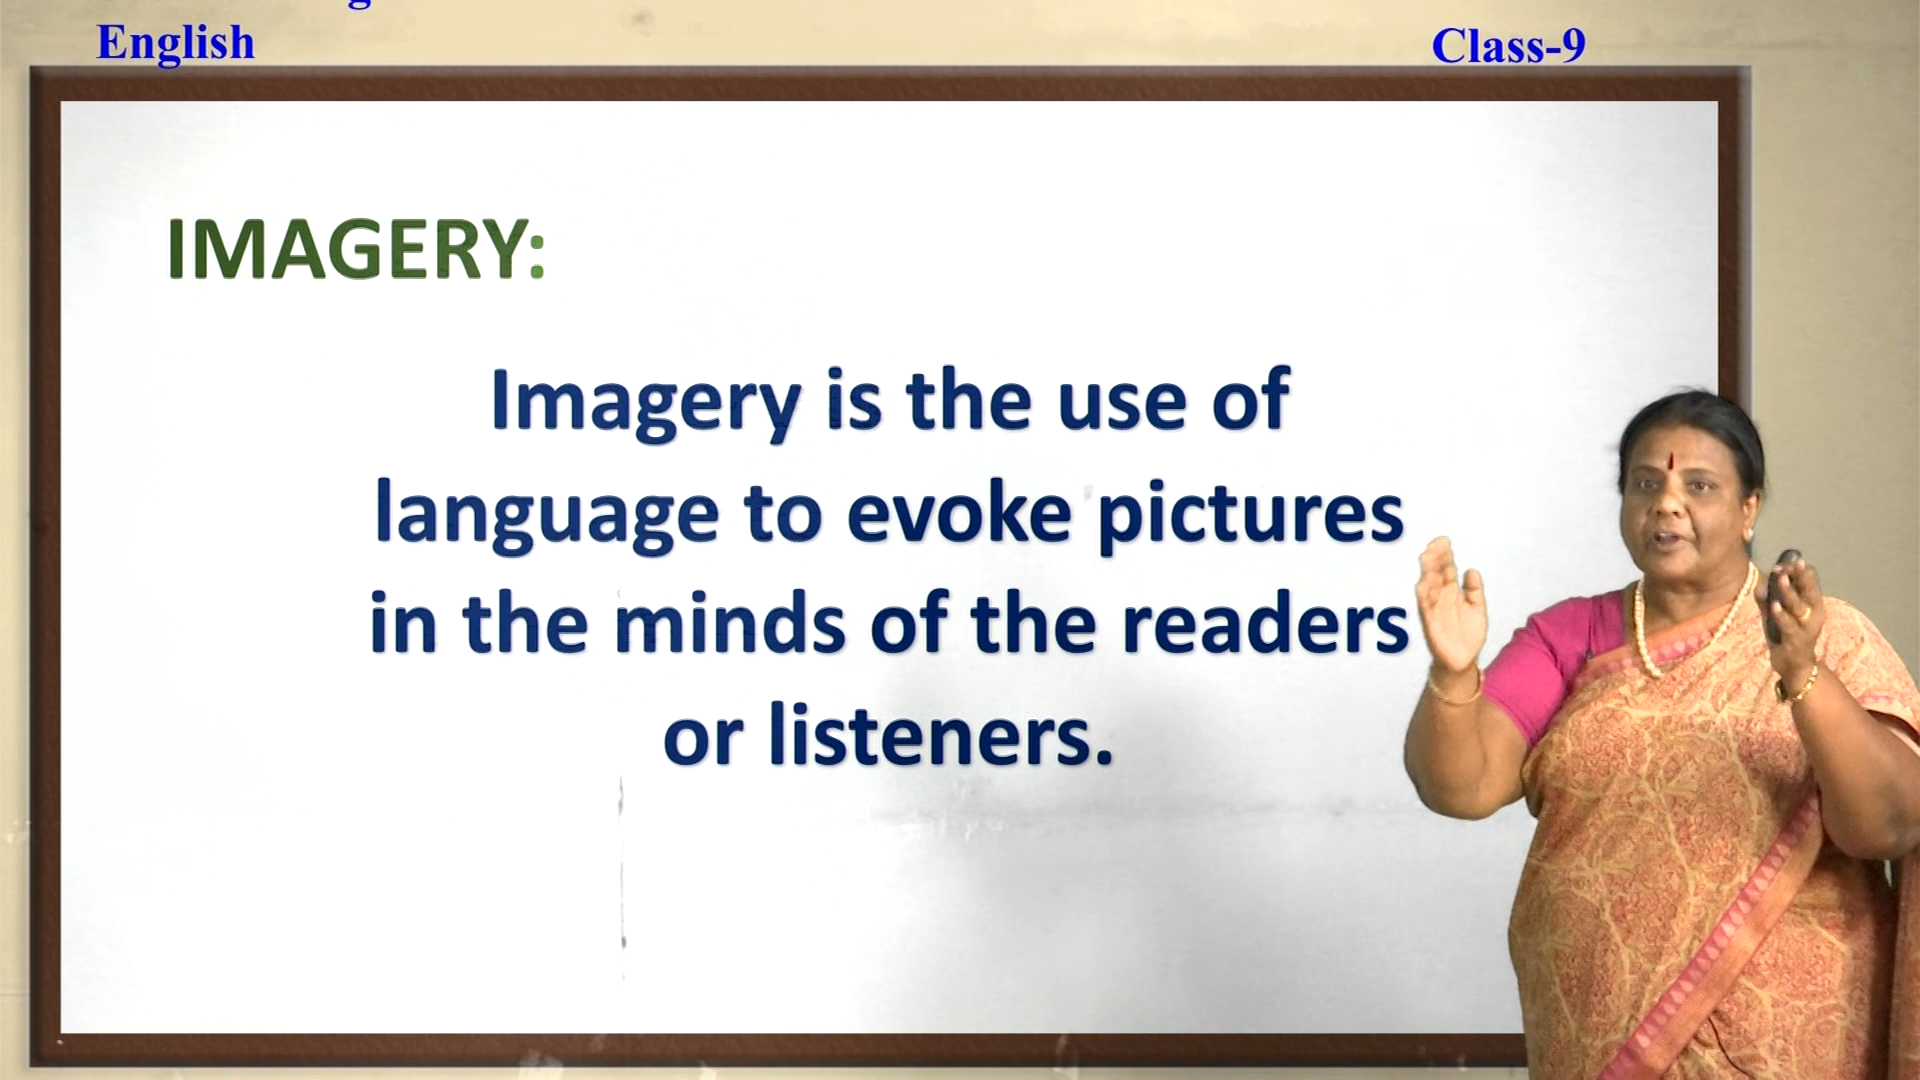 English
Class-9
IMAGERY:
Imagery is the use of
language to evoke pictures
in the minds of the readers
or listeners.